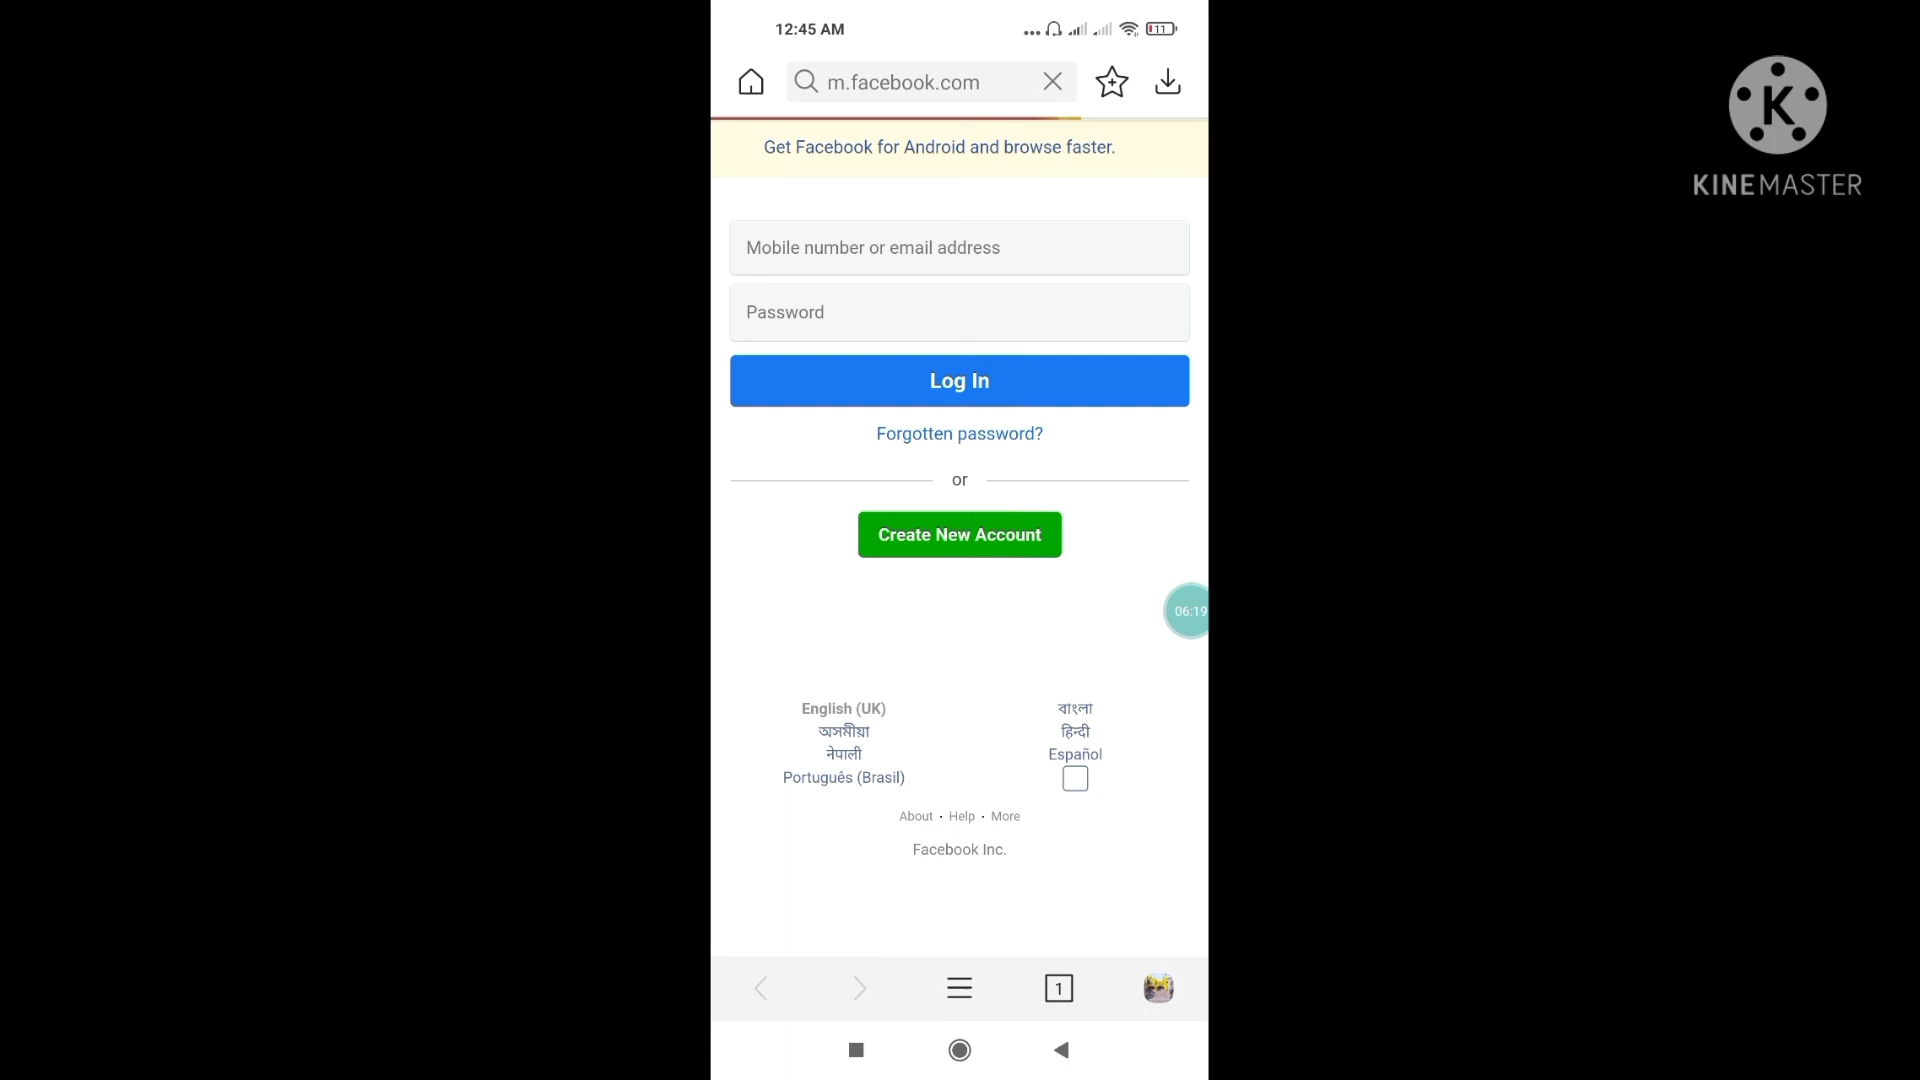 12:45 AM
11
m.facebook.com
Get Facebook for Android and browse faster.
K
KINEMASTER
Mobile number or email address
Password
Log In
Forgotten password?
or
Create New Account
06:19
English (UK)
বাংলা
অসমীয়া
हिन्दी
नेपाली
Español
Português (Brasil)
About · Help · More
Facebook Inc.
1